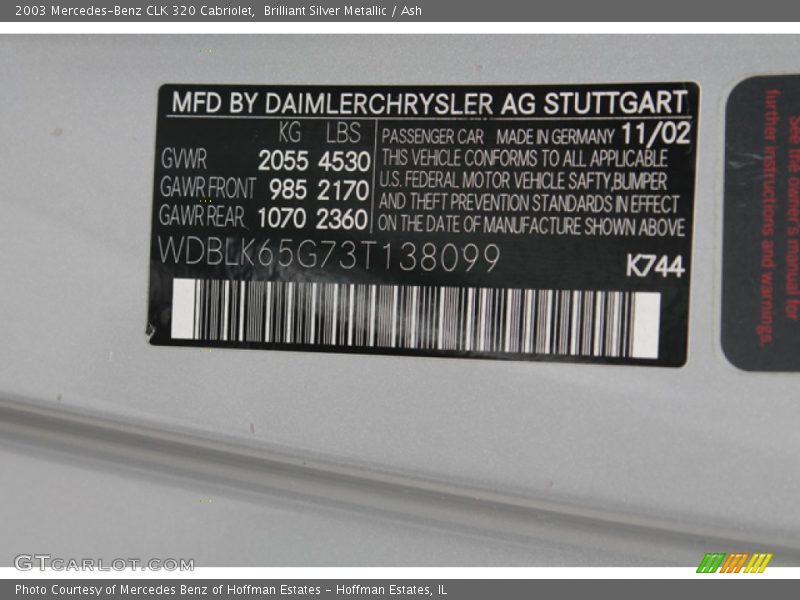 2003 Mercedes-Benz CLK 320 Cabriolet,  Brilliant Silver Metallic / Ash
MFD BY DAIMLERCHRYSLER AG STUTTGART
KG LBS
GVWR 2055 4530
GAWR FRONT 985 2170
GAWR REAR 1070 2360
PASSENGER CAR MADE IN GERMANY 11/02
THIS VEHICLE CONFORMS TO ALL APPLICABLE
U.S. FEDERAL MOTOR VEHICLE SAFTY,BUMPER
AND THEFT PREVENTION STANDARDS IN EFFECT
ON THE DATE OF MANUFACTURE SHOWN ABOVE
WDBLK65G73T138099
K744
See the owner's manual for
further instructions and warnings.
GTCARLOT.COM
Photo Courtesy of Mercedes Benz of Hoffman Estates - Hoffman Estates, IL